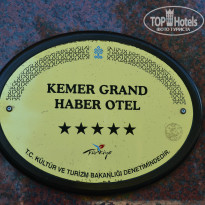 TOP Hotels
ФОТО ТУРИСТА
KEMER GRAND
HABER OTEL
Türkiye
T.C. KÜLTÜR VE TURİZM BAKANLIĞI DENETİMİNDEDİR